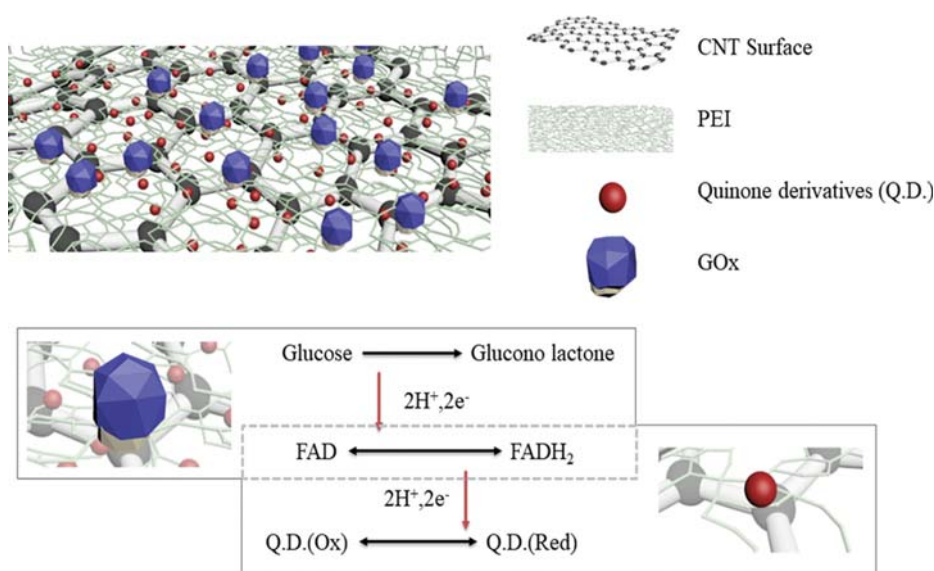 CNT Surface
PEI
Quinone derivatives (Q.D.)
GOx
Glucose Glucono lactone
2H⁺,2e⁻
FAD FADH₂
2H⁺,2e⁻
Q.D.(Ox) Q.D.(Red)